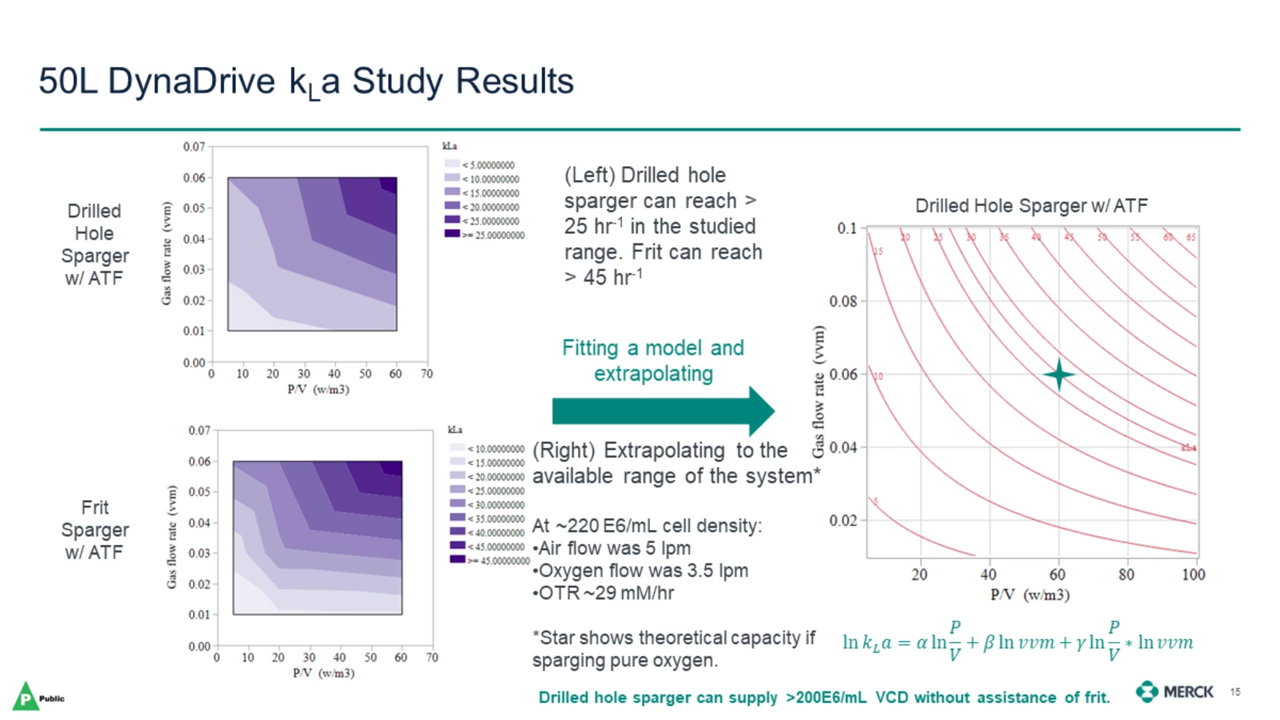 50L DynaDrive kLa Study Results
Drilled
Hole
Sparger
w/ ATF
Gas flow rate (vvm)
0.07
0.06
0.05
0.04
0.03
0.02
0.01
0.00
0 10 20 30 40 50 60 70
P/V (w/m3)
kLa
< 5.00000000
< 10.00000000
< 15.00000000
< 20.00000000
< 25.00000000
>= 25.00000000
(Left) Drilled hole
sparger can reach >
25 hr-1 in the studied
range. Frit can reach
> 45 hr-1
Fitting a model and
extrapolating
Frit
Sparger
w/ ATF
Gas flow rate (vvm)
0.07
0.06
0.05
0.04
0.03
0.02
0.01
0.00
0 10 20 30 40 50 60 70
P/V (w/m3)
kLa
< 10.00000000
< 15.00000000
< 20.00000000
< 25.00000000
< 30.00000000
< 35.00000000
< 40.00000000
< 45.00000000
>= 45.00000000
(Right) Extrapolating to the
available range of the system*
At ~220 E6/mL cell density:
•Air flow was 5 lpm
•Oxygen flow was 3.5 lpm
•OTR ~29 mM/hr
*Star shows theoretical capacity if
sparging pure oxygen.
Drilled Hole Sparger w/ ATF
Gas flow rate (vvm)
0.1
0.08
0.06
0.04
0.02
15 20 25 30 35 40 45 50 55 60 65
10
5
kLa
20 40 60 80 100
P/V (w/m3)
ln kLa = α ln P/V + β ln vvm + γ ln P/V * ln vvm
Drilled hole sparger can supply >200E6/mL VCD without assistance of frit.
P Public
MERCK
15